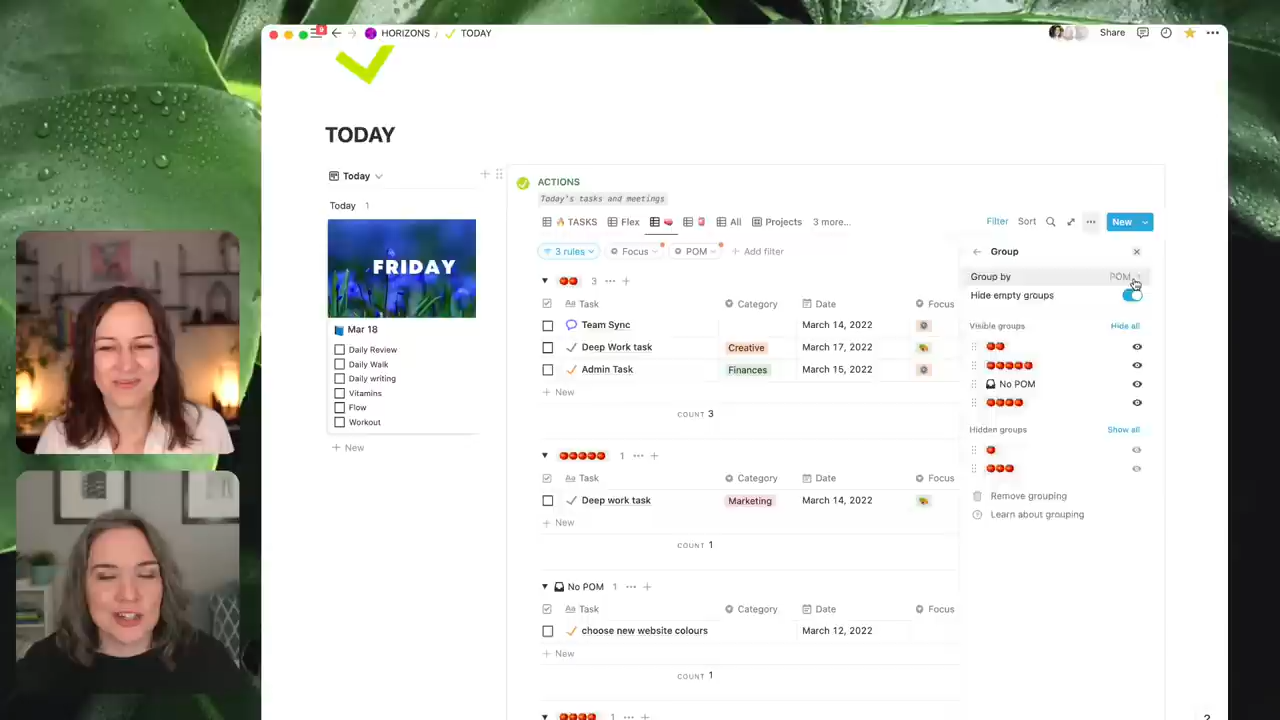 HORIZONS / TODAY
Share
TODAY
Today
Today 1
FRIDAY
Mar 18
Daily Review
Daily Walk
Daily writing
Vitamins
Flow
Workout
+ New
ACTIONS
Today's tasks and meetings
TASKS Flex All Projects 3 more...
Filter Sort New
3 rules Focus POM + Add filter
3
Task Category Date Focus
Team Sync March 14, 2022
Deep Work task Creative March 17, 2022
Admin Task Finances March 15, 2022
+ New
COUNT 3
1
Task Category Date Focus
Deep work task Marketing March 14, 2022
+ New
COUNT 1
No POM 1
Task Category Date Focus
choose new website colours March 12, 2022
+ New
COUNT 1
1
Group
Group by POM
Hide empty groups
Visible groups Hide all
No POM
Hidden groups Show all
Remove grouping
Learn about grouping
?